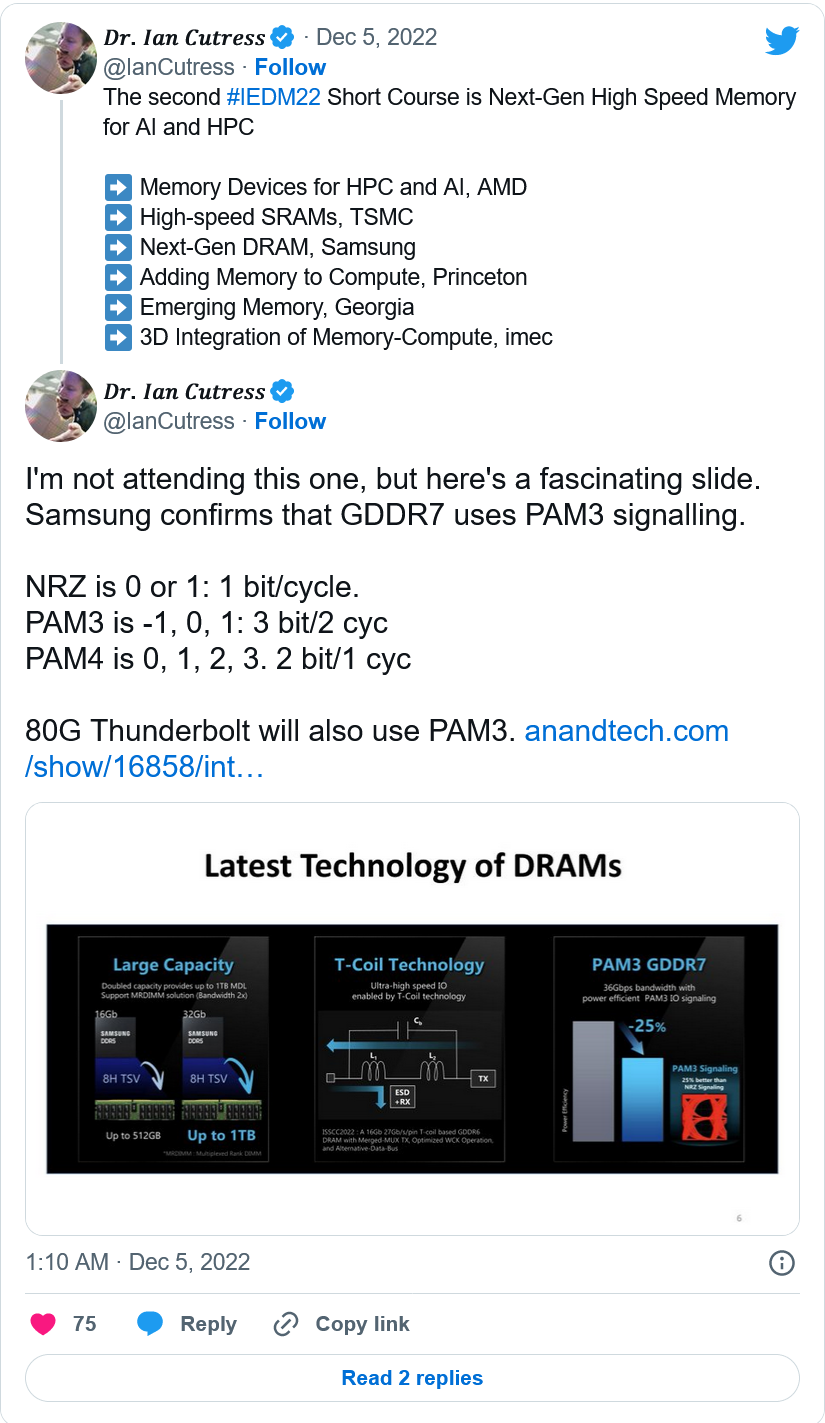 Dr. Ian Cutress · Dec 5, 2022
@IanCutress · Follow
The second #IEDM22 Short Course is Next-Gen High Speed Memory
for AI and HPC
➡ Memory Devices for HPC and AI, AMD
➡ High-speed SRAMs, TSMC
➡ Next-Gen DRAM, Samsung
➡ Adding Memory to Compute, Princeton
➡ Emerging Memory, Georgia
➡ 3D Integration of Memory-Compute, imec
Dr. Ian Cutress
@IanCutress · Follow
I'm not attending this one, but here's a fascinating slide.
Samsung confirms that GDDR7 uses PAM3 signalling.
NRZ is 0 or 1: 1 bit/cycle.
PAM3 is -1, 0, 1: 3 bit/2 cyc
PAM4 is 0, 1, 2, 3. 2 bit/1 cyc
80G Thunderbolt will also use PAM3. anandtech.com
/show/16858/int…
Latest Technology of DRAMs
Large Capacity
Doubled capacity provides up to 1TB MDL
Support MRDIMM solution (Bandwidth 2x)
16Gb 32Gb
SAMSUNG SAMSUNG
DDR5 DDR5
8H TSV 8H TSV
Up to 512GB Up to 1TB
*MRDIMM : Multiplexed Rank DIMM
T-Coil Technology
Ultra-high speed IO
enabled by T-Coil technology
Cb
L1 L2
TX
ESD
+RX
ISSCC2022 : A 16Gb 27Gb/s/pin T-coil based GDDR6
DRAM with Merged-MUX TX, Optimized WCK Operation,
and Alternative-Data-Bus
PAM3 GDDR7
36Gbps bandwidth with
power efficient PAM3 IO signaling
-25%
Power Efficiency
PAM3 Signaling
25% better than
NRZ Signaling
6
1:10 AM · Dec 5, 2022
75 Reply Copy link
Read 2 replies